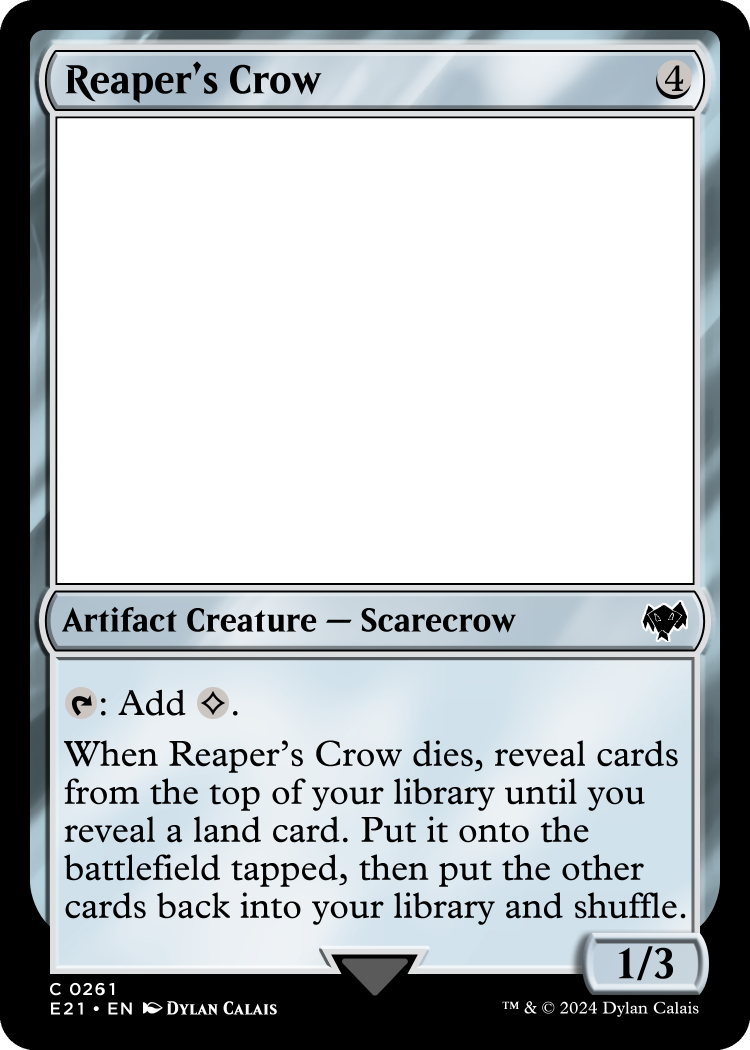 Reaper's Crow 4
Artifact Creature — Scarecrow
: Add .
When Reaper's Crow dies, reveal cards
from the top of your library until you
reveal a land card. Put it onto the
battlefield tapped, then put the other
cards back into your library and shuffle.
1/3
C 0261
E21 • EN DYLAN CALAIS
™ & © 2024 Dylan Calais